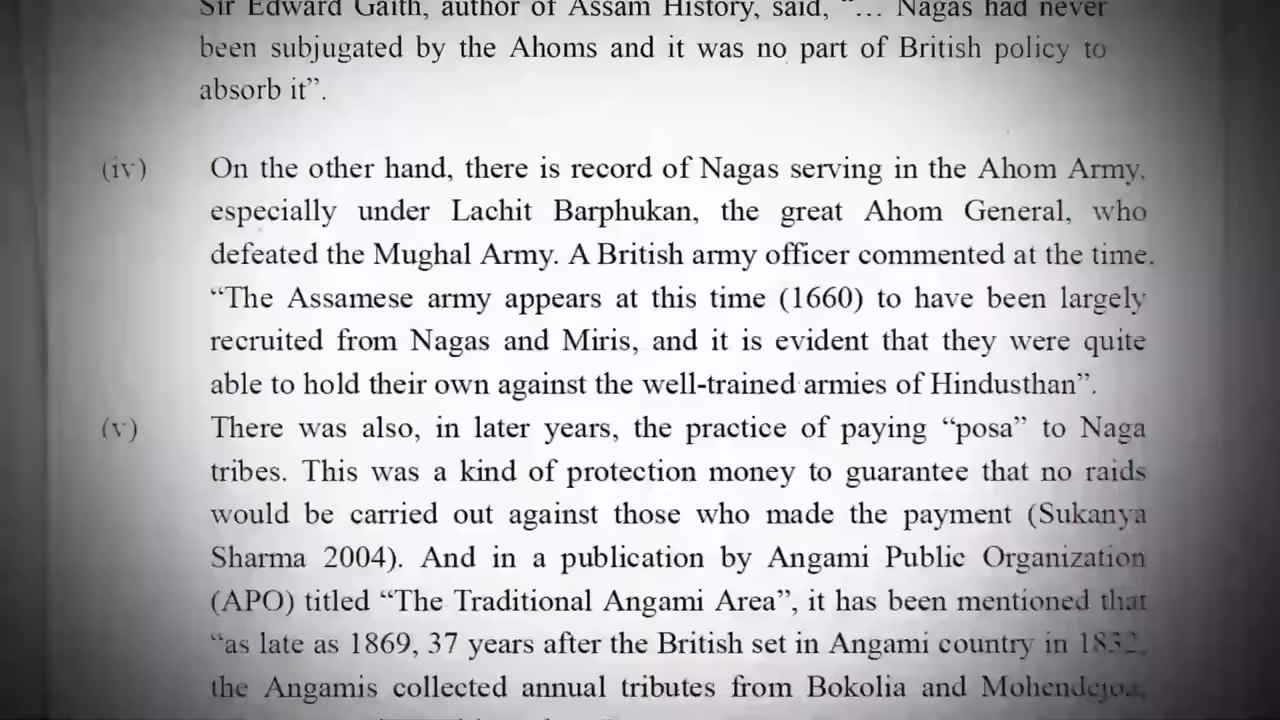 Sir Edward Gaith, author of Assam History, said, “… Nagas had never
been subjugated by the Ahoms and it was no part of British policy to
absorb it”.
(iv) On the other hand, there is record of Nagas serving in the Ahom Army,
especially under Lachit Barphukan, the great Ahom General, who
defeated the Mughal Army. A British army officer commented at the time.
“The Assamese army appears at this time (1660) to have been largely
recruited from Nagas and Miris, and it is evident that they were quite
able to hold their own against the well-trained armies of Hindusthan”.
(v) There was also, in later years, the practice of paying “posa” to Naga
tribes. This was a kind of protection money to guarantee that no raids
would be carried out against those who made the payment (Sukanya
Sharma 2004). And in a publication by Angami Public Organization
(APO) titled “The Traditional Angami Area”, it has been mentioned that
“as late as 1869, 37 years after the British set in Angami country in 1832,
the Angamis collected annual tributes from Bokolia and